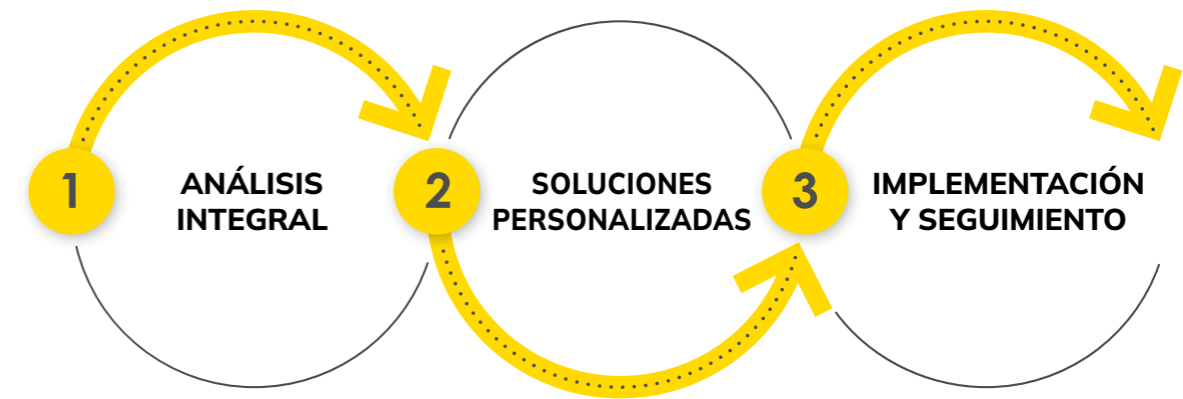 1
ANÁLISIS
INTEGRAL
2
SOLUCIONES
PERSONALIZADAS
3
IMPLEMENTACIÓN
Y SEGUIMIENTO